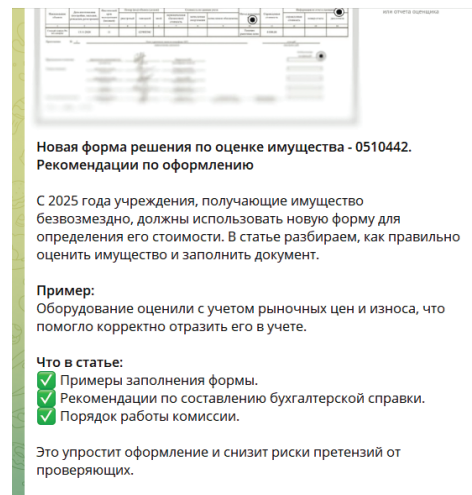 или отчета оценщика
Новая форма решения по оценке имущества - 0510442.
Рекомендации по оформлению
С 2025 года учреждения, получающие имущество
безвозмездно, должны использовать новую форму для
определения его стоимости. В статье разбираем, как правильно
оценить имущество и заполнить документ.
Пример:
Оборудование оценили с учетом рыночных цен и износа, что
помогло корректно отразить его в учете.
Что в статье:
✅ Примеры заполнения формы.
✅ Рекомендации по составлению бухгалтерской справки.
✅ Порядок работы комиссии.
Это упростит оформление и снизит риски претензий от
проверяющих.